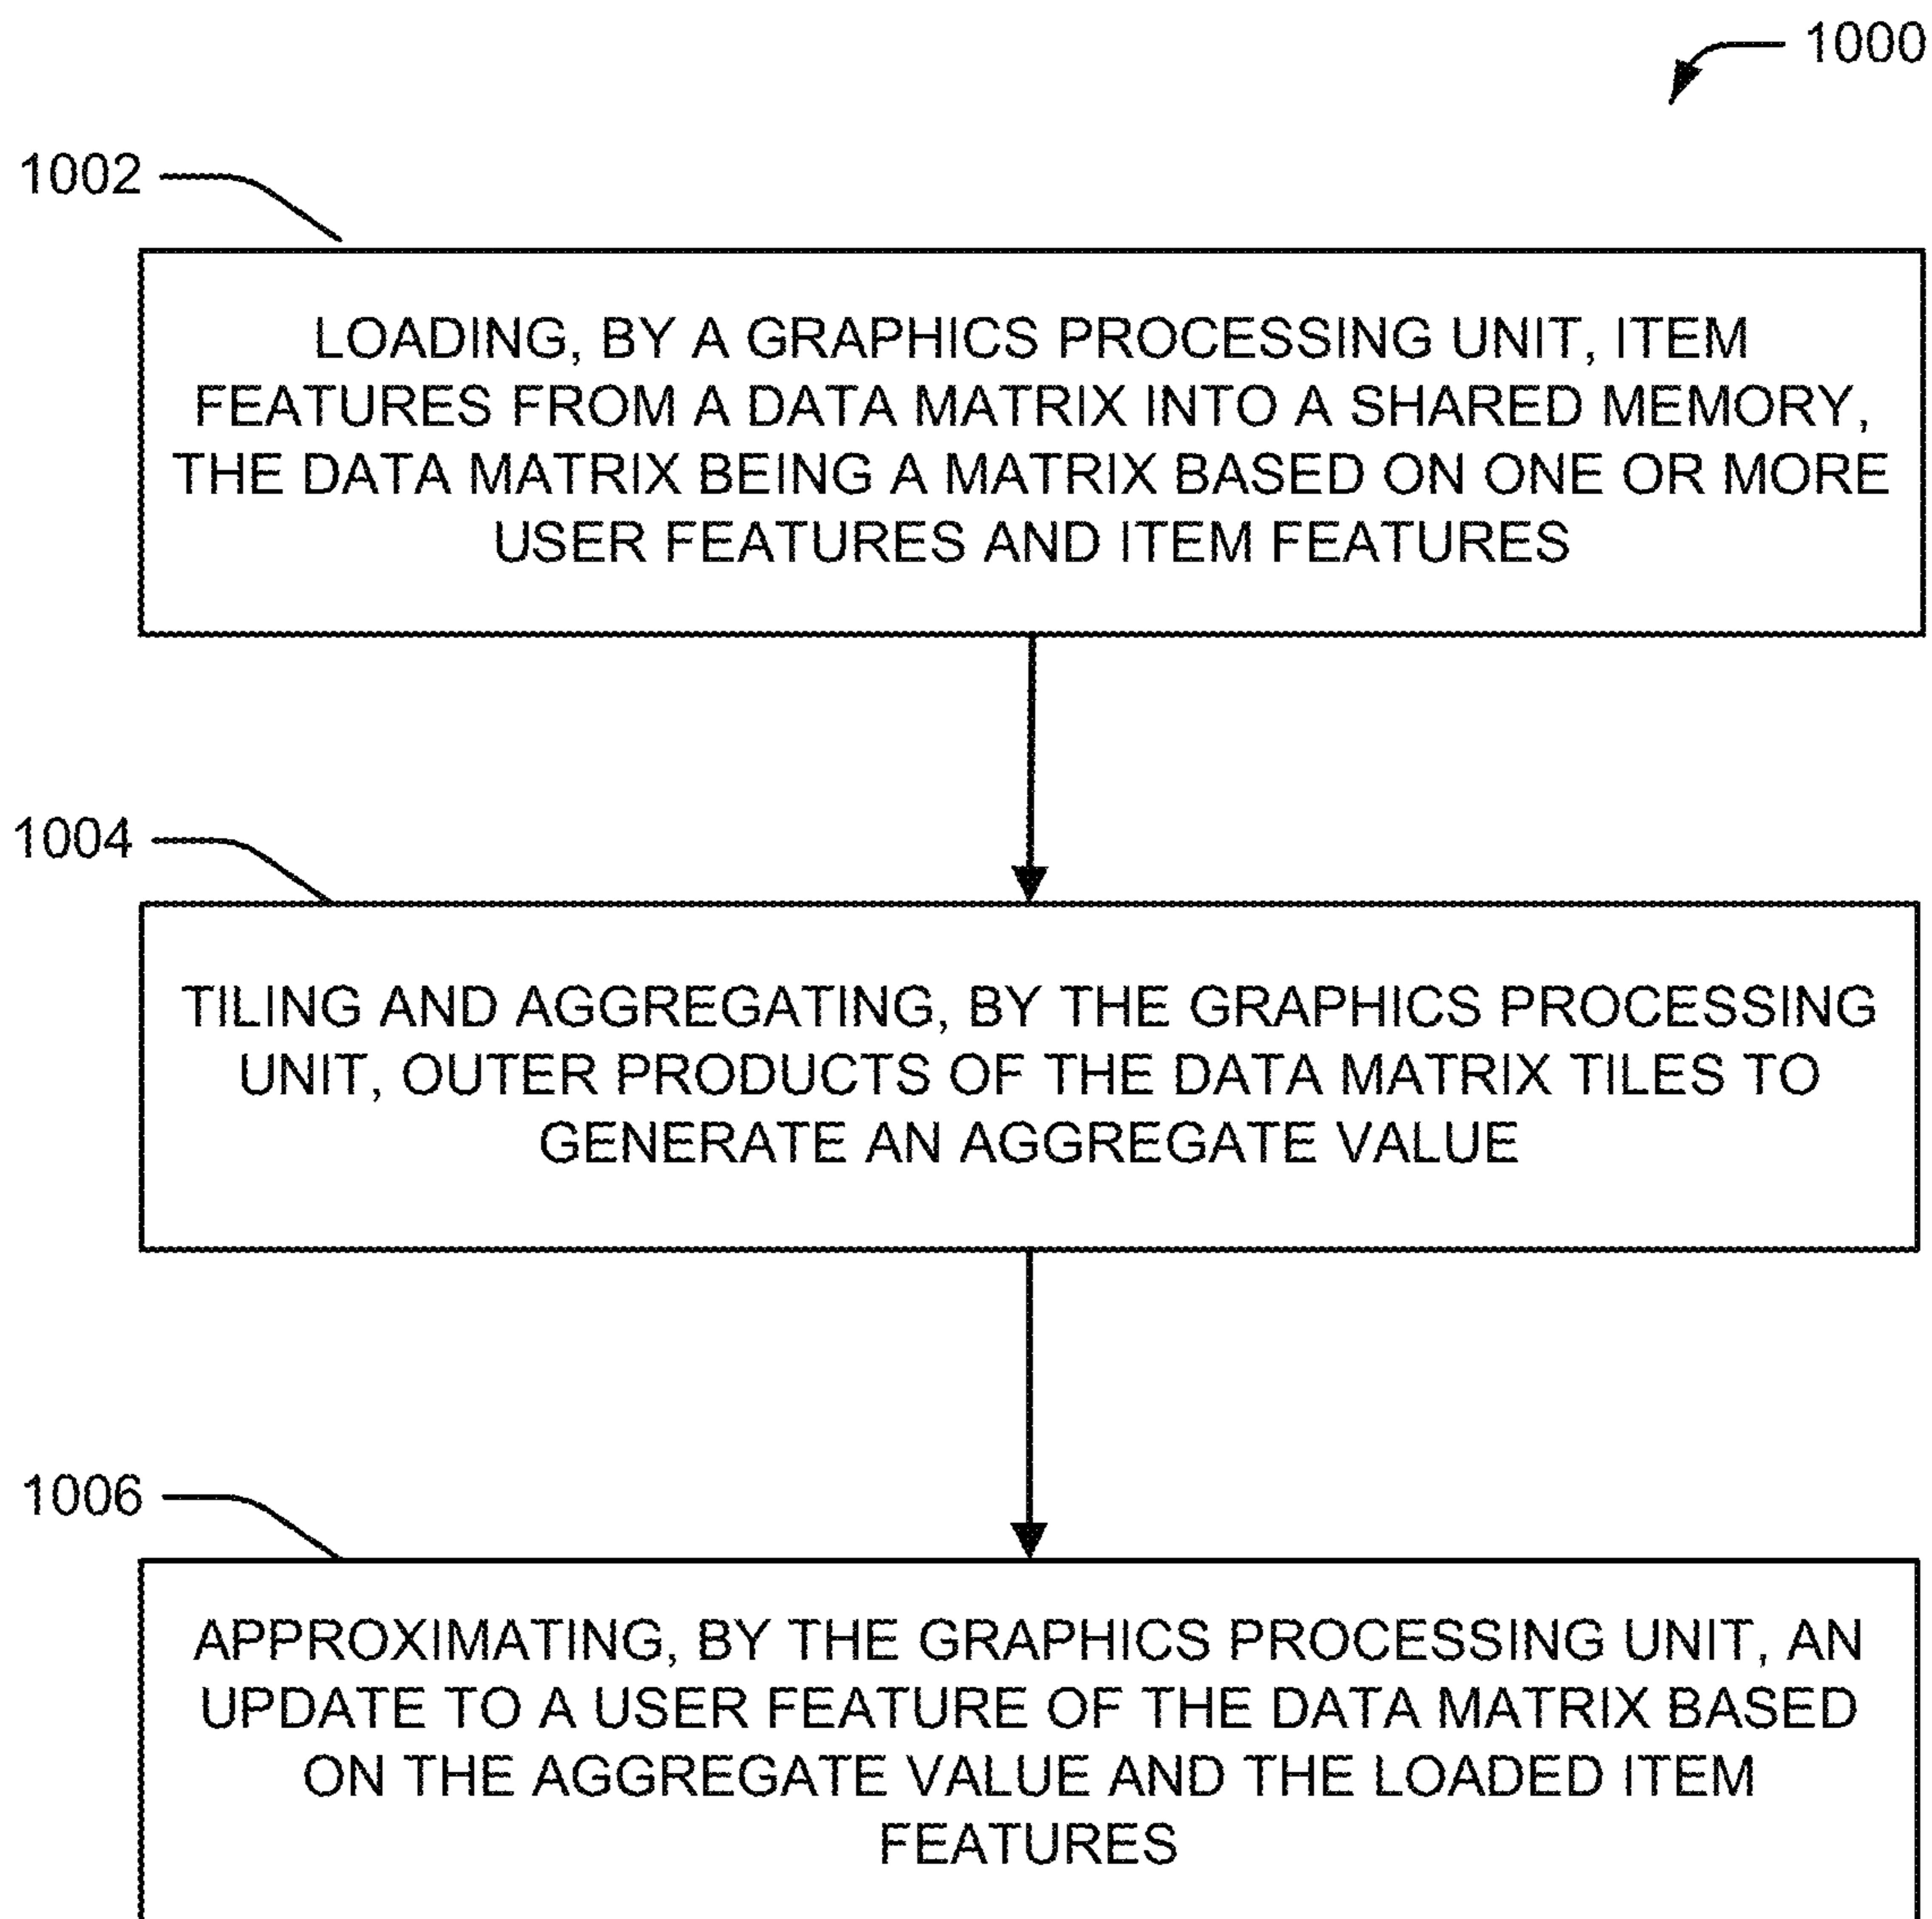 1000
1002
LOADING, BY A GRAPHICS PROCESSING UNIT, ITEM
FEATURES FROM A DATA MATRIX INTO A SHARED MEMORY,
THE DATA MATRIX BEING A MATRIX BASED ON ONE OR MORE
USER FEATURES AND ITEM FEATURES
1004
TILING AND AGGREGATING, BY THE GRAPHICS PROCESSING
UNIT, OUTER PRODUCTS OF THE DATA MATRIX TILES TO
GENERATE AN AGGREGATE VALUE
1006
APPROXIMATING, BY THE GRAPHICS PROCESSING UNIT, AN
UPDATE TO A USER FEATURE OF THE DATA MATRIX BASED
ON THE AGGREGATE VALUE AND THE LOADED ITEM
FEATURES